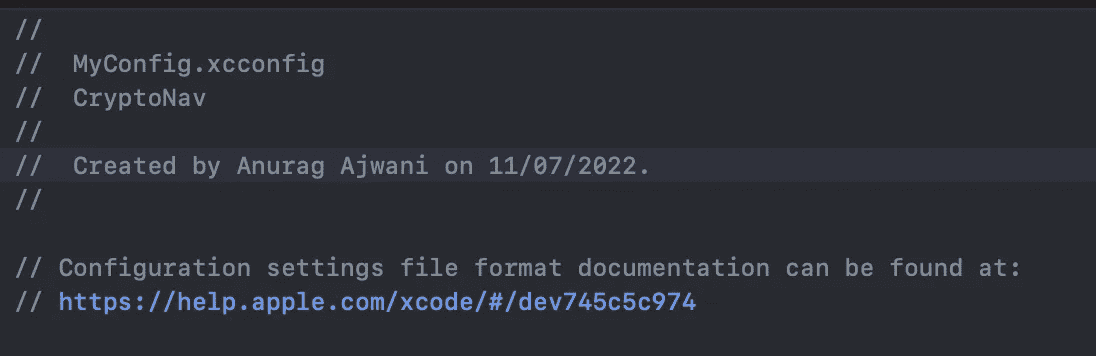 //
//  MyConfig.xcconfig
//  CryptoNav
//
//  Created by Anurag Ajwani on 11/07/2022.
//
// Configuration settings file format documentation can be found at:
// https://help.apple.com/xcode/#/dev745c5c974